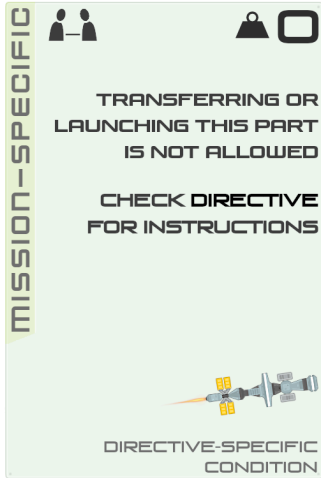 MISSION-SPECIFIC
0
TRANSFERRING OR
LAUNCHING THIS PART
IS NOT ALLOWED
CHECK DIRECTIVE
FOR INSTRUCTIONS
DIRECTIVE-SPECIFIC
CONDITION